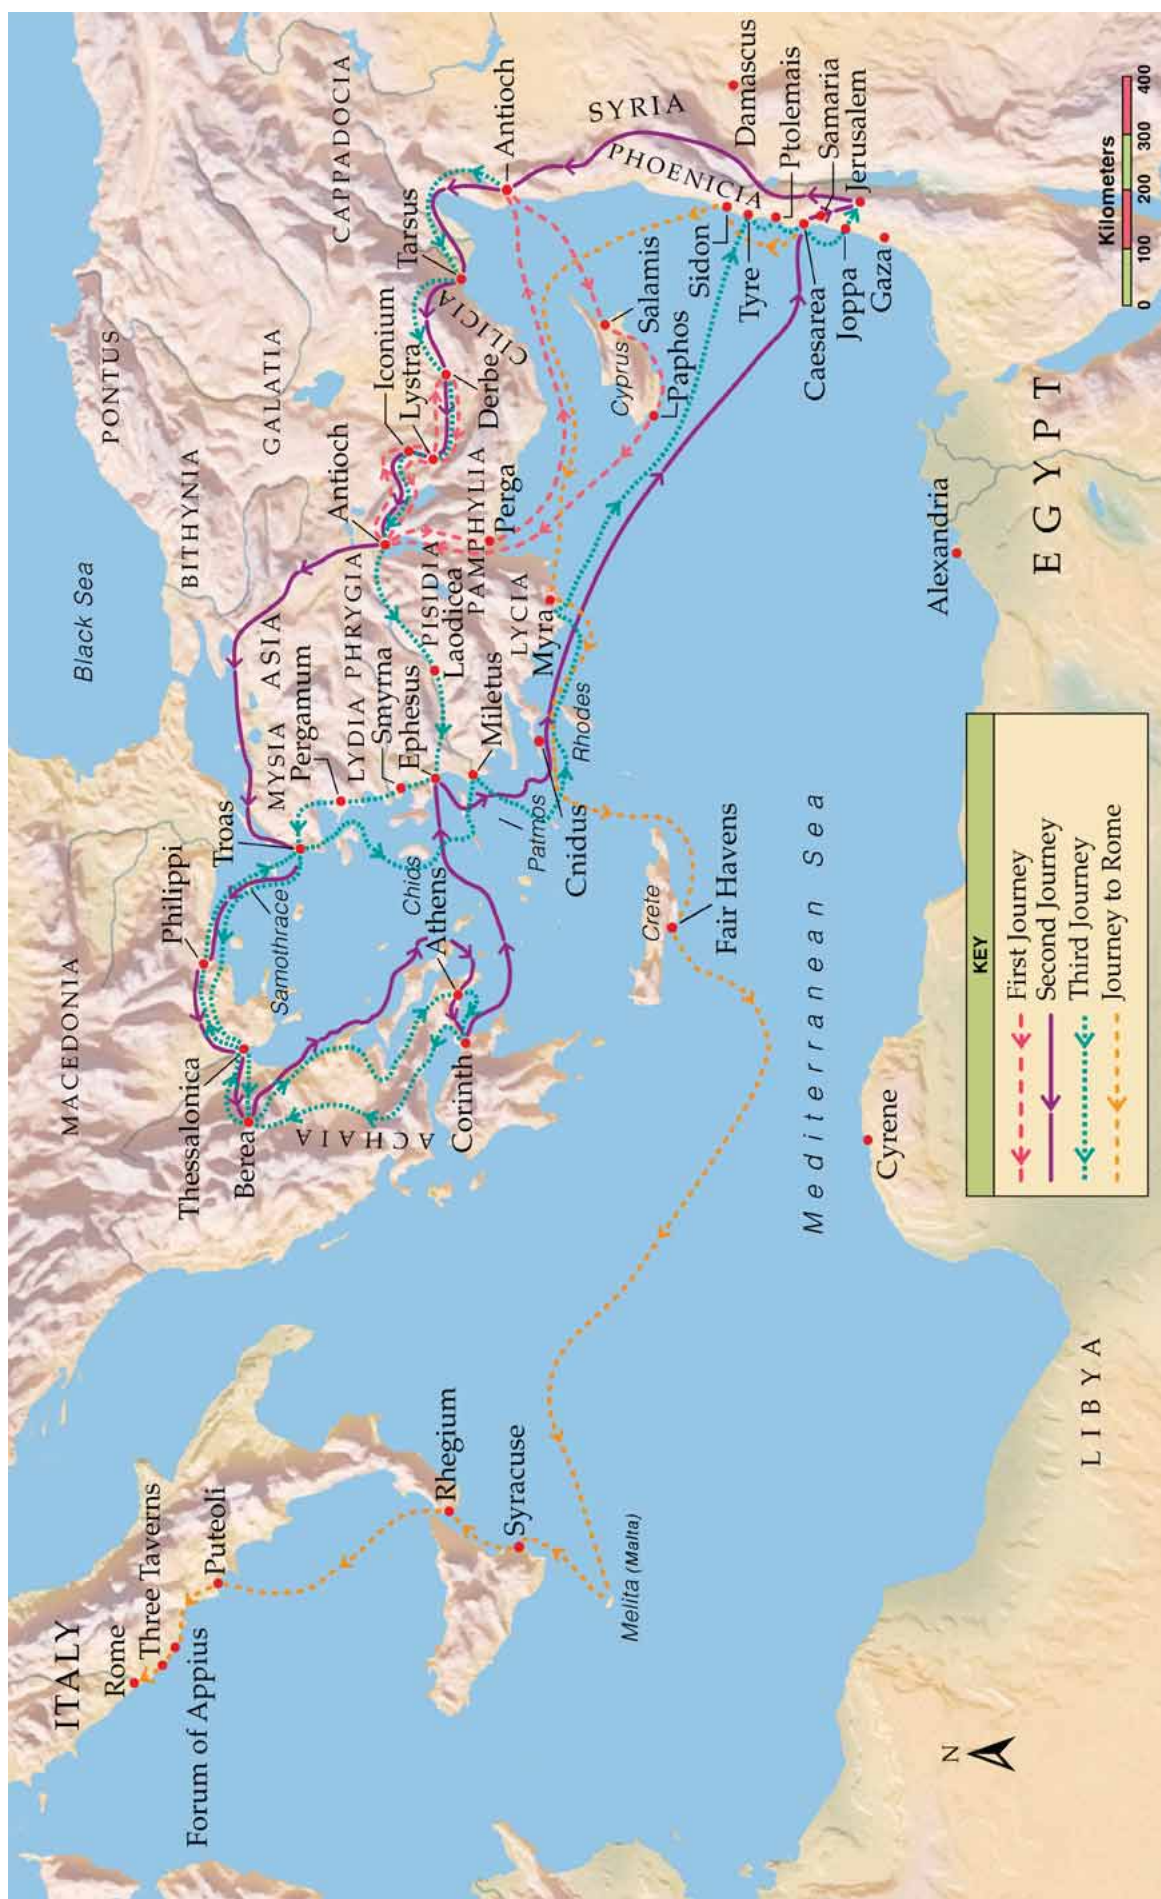 Black Sea
Mediterranean Sea
ITALY
Rome
Three Taverns
Forum of Appius
Puteoli
Rhegium
Syracuse
Melita (Malta)
MACEDONIA
Philippi
Thessalonica
Berea
Samothrace
ACHAIA
Athens
Corinth
Troas
MYSIA
ASIA
Pergamum
LYDIA
PHRYGIA
Smyrna
Ephesus
Chios
Patmos
Miletus
Cnidus
Rhodes
Laodicea
PISIDIA
PAMPHYLIA
Perga
LYCIA
Myra
Crete
Fair Havens
BITHYNIA
PONTUS
GALATIA
CAPPADOCIA
Antioch
Iconium
Lystra
Derbe
CILICIA
Tarsus
Antioch
SYRIA
PHOENICIA
Cyprus
Salamis
Paphos
Sidon
Tyre
Damascus
Ptolemais
Caesarea
Samaria
Joppa
Jerusalem
Gaza
EGYPT
Alexandria
Cyrene
LIBYA
N
KEY
First Journey
Second Journey
Third Journey
Journey to Rome
Kilometers
0 100 200 300 400